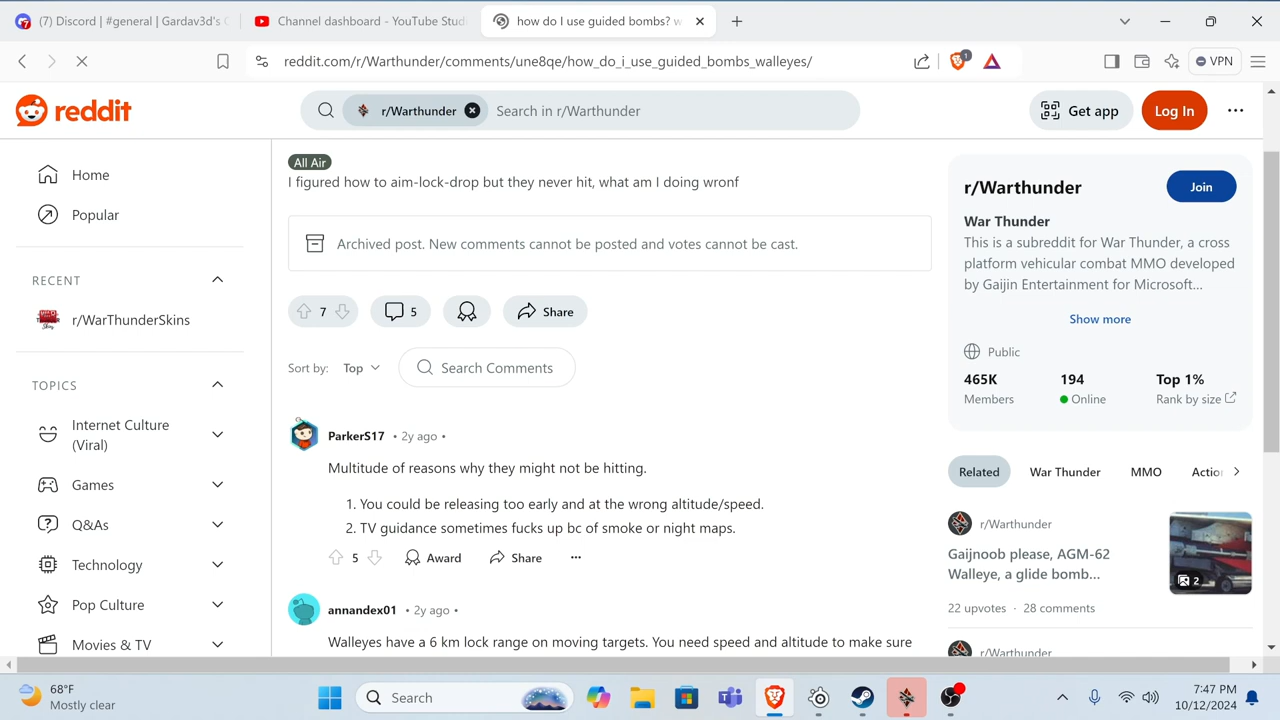 (7) Discord | #general | Gardav3d's
Channel dashboard - YouTube Stud
how do I use guided bombs? w
reddit.com/r/Warthunder/comments/une8qe/how_do_i_use_guided_bombs_walleyes/
1
VPN
reddit
r/Warthunder
Search in r/Warthunder
Get app
Log In
Home
Popular
RECENT
r/WarThunderSkins
TOPICS
Internet Culture
(Viral)
Games
Q&As
Technology
Pop Culture
Movies & TV
All Air
I figured how to aim-lock-drop but they never hit, what am I doing wronf
Archived post. New comments cannot be posted and votes cannot be cast.
7
5
Share
Sort by: Top
Search Comments
ParkerS17 • 2y ago •
Multitude of reasons why they might not be hitting.
1. You could be releasing too early and at the wrong altitude/speed.
2. TV guidance sometimes fucks up bc of smoke or night maps.
5 Award Share
annandex01 • 2y ago •
Walleyes have a 6 km lock range on moving targets. You need speed and altitude to make sure
r/Warthunder
Join
War Thunder
This is a subreddit for War Thunder, a cross
platform vehicular combat MMO developed
by Gaijin Entertainment for Microsoft...
Show more
Public
465K 194 Top 1%
Members Online Rank by size
Related War Thunder MMO Actio
r/Warthunder
Gaijnoob please, AGM-62
Walleye, a glide bomb...
2
22 upvotes · 28 comments
r/Warthunder
68°F
Mostly clear
Search
7:47 PM
10/12/2024